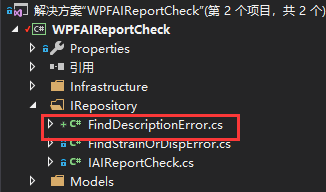 解决方案“WPFAIReportCheck”(第 2 个项目，共 2 个)
WPFAIReportCheck
Properties
引用
Infrastructure
IRepository
FindDescriptionError.cs
FindStrainOrDispError.cs
IAIReportCheck.cs
Models